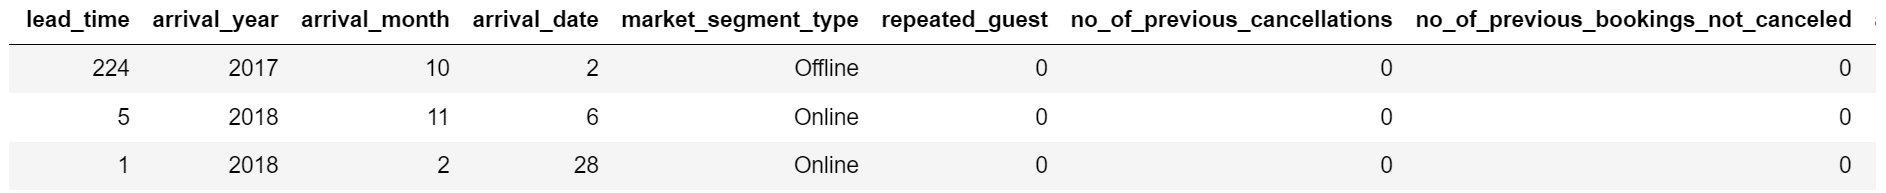 lead_time arrival_year arrival_month arrival_date market_segment_type repeated_guest no_of_previous_cancellations no_of_previous_bookings_not_canceled
224 2017 10 2 Offline 0 0 0
5 2018 11 6 Online 0 0 0
1 2018 2 28 Online 0 0 0